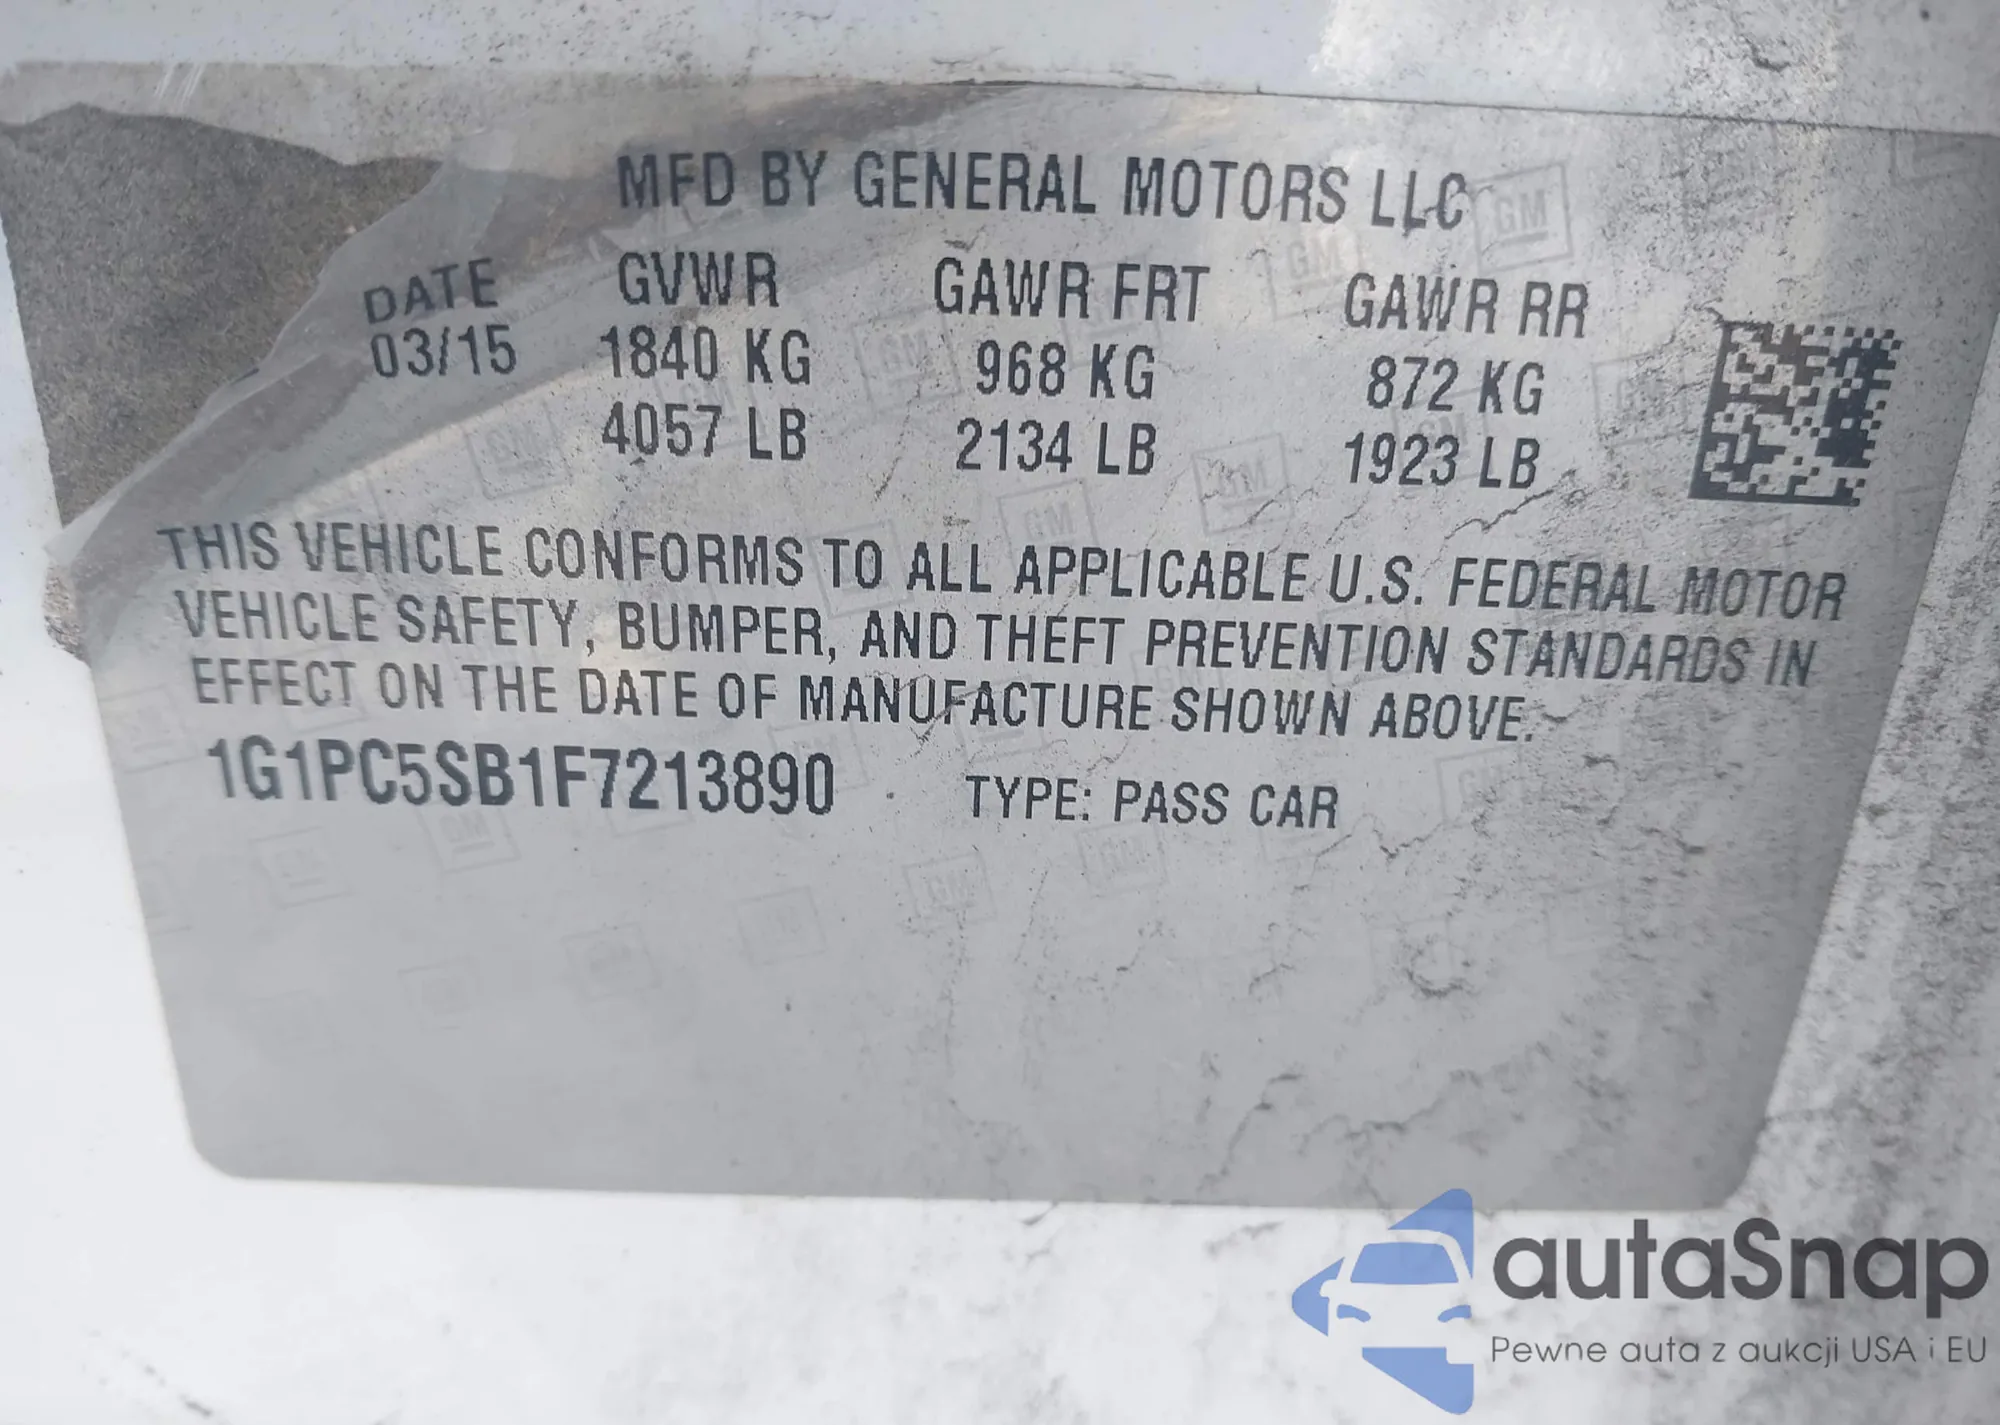 MFD BY GENERAL MOTORS LLC
DATE GVWR GAWR FRT GAWR RR
03/15 1840 KG 968 KG 872 KG
4057 LB 2134 LB 1923 LB
THIS VEHICLE CONFORMS TO ALL APPLICABLE U.S. FEDERAL MOTOR
VEHICLE SAFETY, BUMPER, AND THEFT PREVENTION STANDARDS IN
EFFECT ON THE DATE OF MANUFACTURE SHOWN ABOVE.
1G1PC5SB1F7213890 TYPE: PASS CAR
autaSnap
Pewne auta z aukcji USA i EU